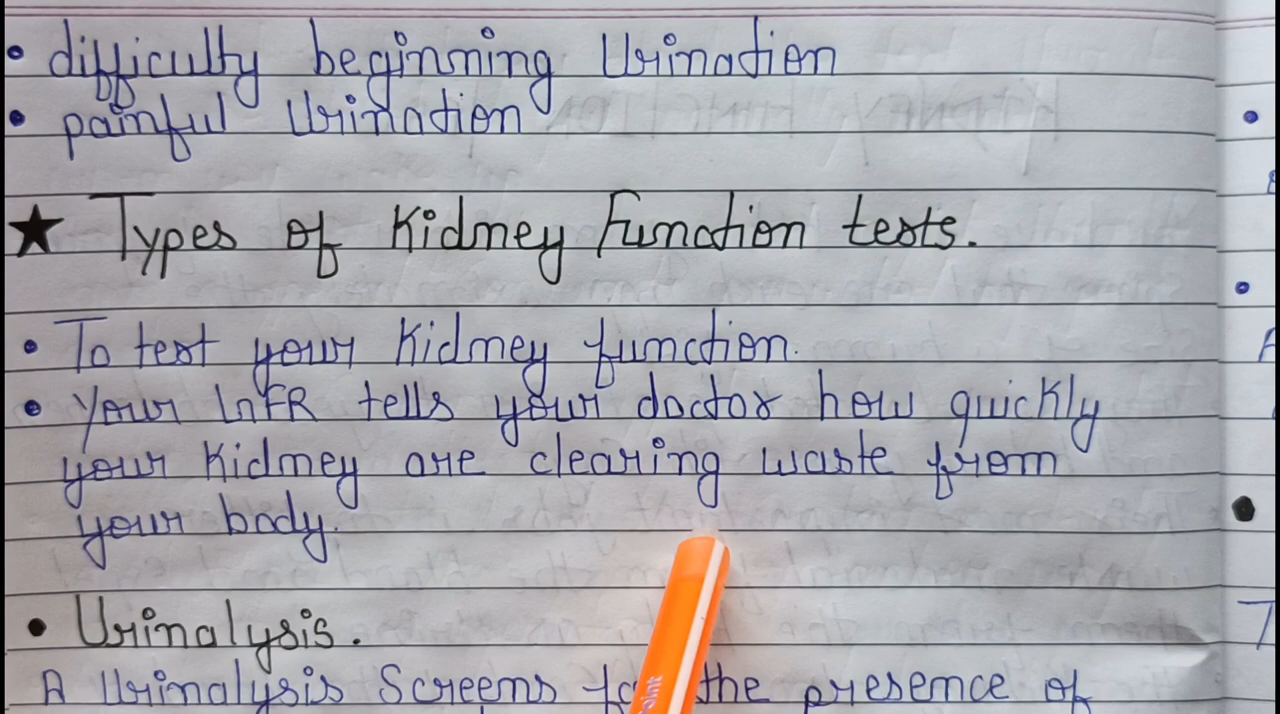 • difficulty beginning Urination
• painful Urination
★ Types of Kidney Function tests.
• To test your Kidney function.
• Your GFR tells your doctor how quickly
your Kidney are clearing waste from
your body.
• Urinalysis.
A Urinalysis Screens the presence of